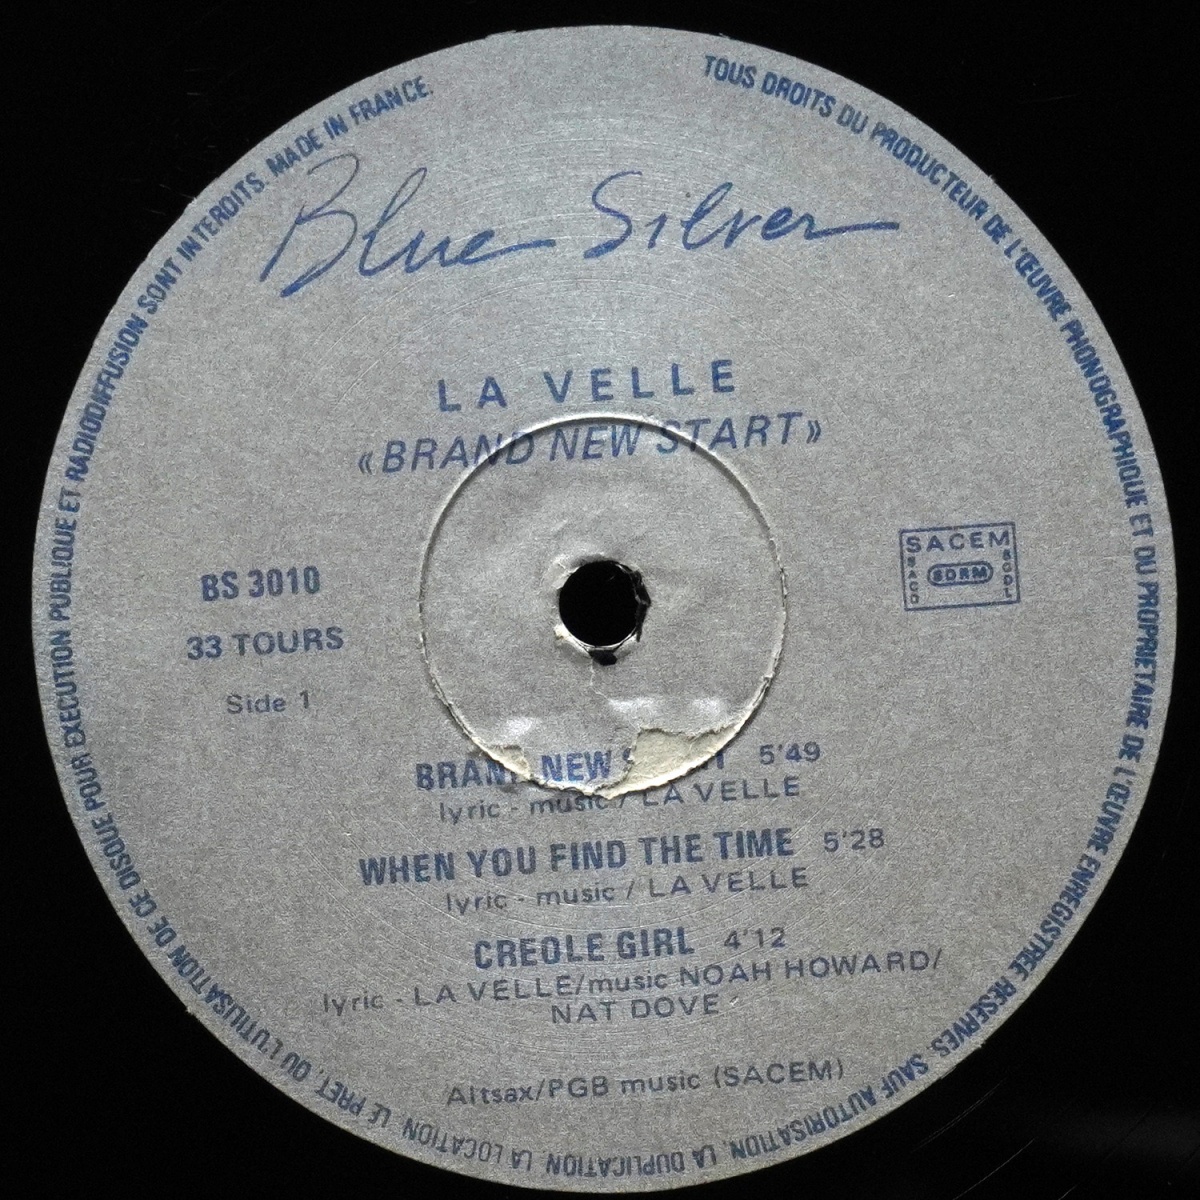 TOUS DROITS DU PRODUCTEUR DE L'ŒUVRE PHONOGRAPHIQUE ET DU PROPRIETAIRE DE L'ŒUVRE ENREGISTREE RESERVES. SAUF AUTORISATION, LA DUPLICATION, LA LOCATION, LE PRET, OU L'UTILISATION DE CE DISQUE POUR EXECUTION PUBLIQUE ET RADIODIFFUSION SONT INTERDITS. MADE IN FRANCE.
Blue Silver
LA VELLE
«BRAND NEW START»
BS 3010
33 TOURS
Side 1
SACEM
SACD SDRM SGDL
BRAND NEW 5'49
lyric - music / LA VELLE
WHEN YOU FIND THE TIME 5'28
lyric - music / LA VELLE
CREOLE GIRL 4'12
lyric - LA VELLE/music NOAH HOWARD/
NAT DOVE
Altsax/PGB music (SACEM)